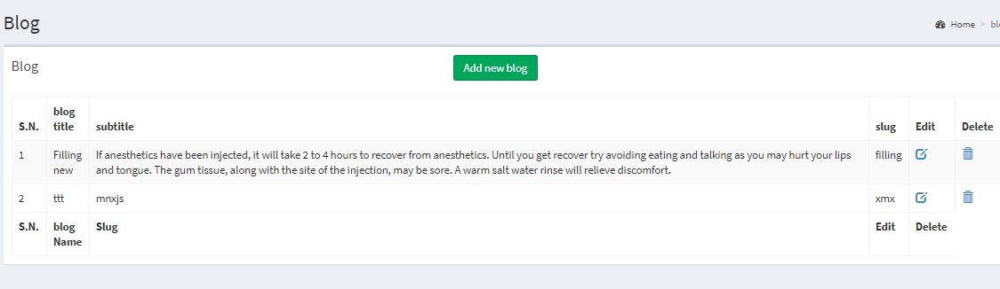 Blog
Home > blo
Blog
Add new blog
S.N. blog title subtitle slug Edit Delete
1 Filling new If anesthetics have been injected, it will take 2 to 4 hours to recover from anesthetics. Until you get recover try avoiding eating and talking as you may hurt your lips
and tongue. The gum tissue, along with the site of the injection, may be sore. A warm salt water rinse will relieve discomfort. filling
2 ttt mnxjs xmx
S.N. blog Name Slug Edit Delete